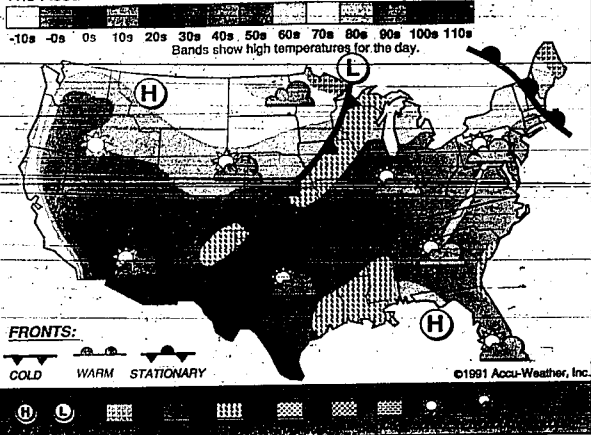 -10s -0s 0s 10s 20s 30s 40s 50s 60s 70s 80s 90s 100s 110s
Bands show high temperatures for the day.
H
L
H
FRONTS:
COLD WARM STATIONARY
©1991 Accu-Weather, Inc.
H L